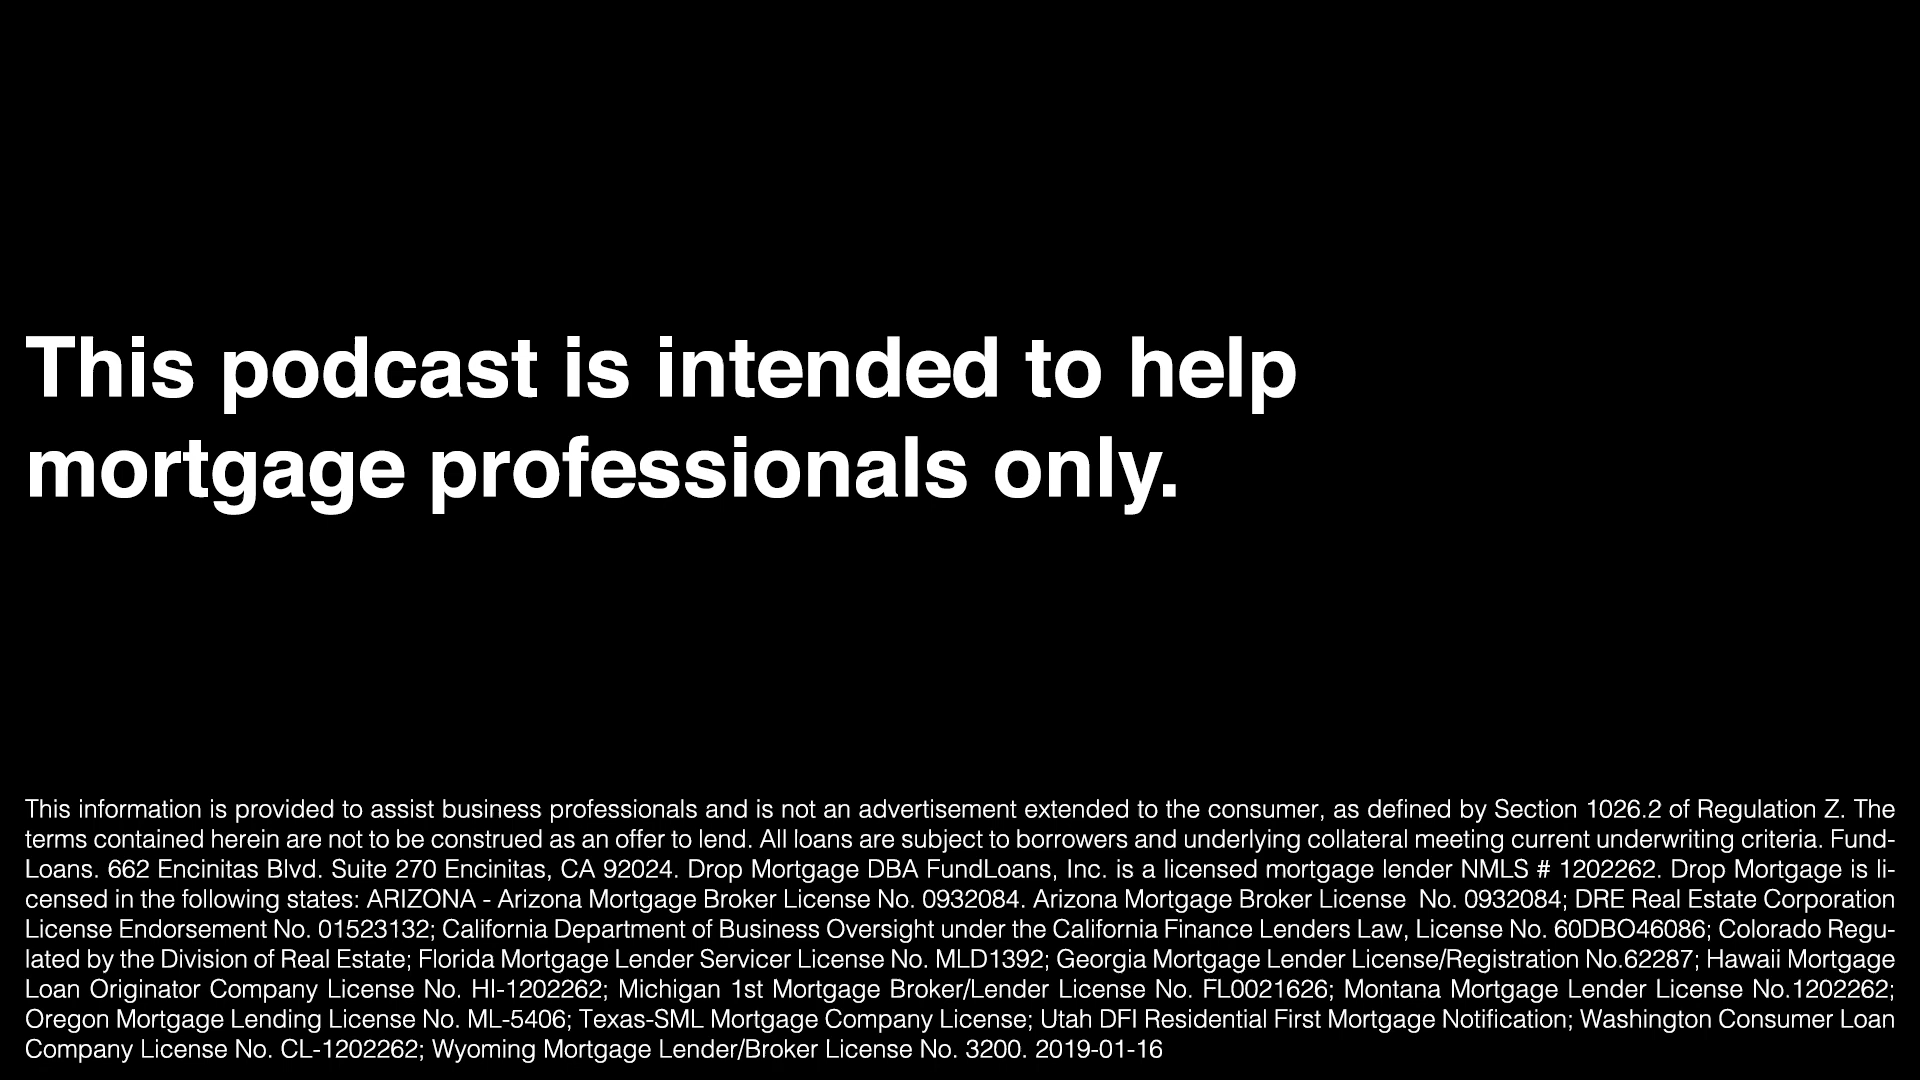 This podcast is intended to help
mortgage professionals only.
This information is provided to assist business professionals and is not an advertisement extended to the consumer, as defined by Section 1026.2 of Regulation Z. The
terms contained herein are not to be construed as an offer to lend. All loans are subject to borrowers and underlying collateral meeting current underwriting criteria. Fund-
Loans. 662 Encinitas Blvd. Suite 270 Encinitas, CA 92024. Drop Mortgage DBA FundLoans, Inc. is a licensed mortgage lender NMLS # 1202262. Drop Mortgage is li-
censed in the following states: ARIZONA - Arizona Mortgage Broker License No. 0932084. Arizona Mortgage Broker License No. 0932084; DRE Real Estate Corporation
License Endorsement No. 01523132; California Department of Business Oversight under the California Finance Lenders Law, License No. 60DBO46086; Colorado Regu-
lated by the Division of Real Estate; Florida Mortgage Lender Servicer License No. MLD1392; Georgia Mortgage Lender License/Registration No.62287; Hawaii Mortgage
Loan Originator Company License No. HI-1202262; Michigan 1st Mortgage Broker/Lender License No. FL0021626; Montana Mortgage Lender License No.1202262;
Oregon Mortgage Lending License No. ML-5406; Texas-SML Mortgage Company License; Utah DFI Residential First Mortgage Notification; Washington Consumer Loan
Company License No. CL-1202262; Wyoming Mortgage Lender/Broker License No. 3200. 2019-01-16